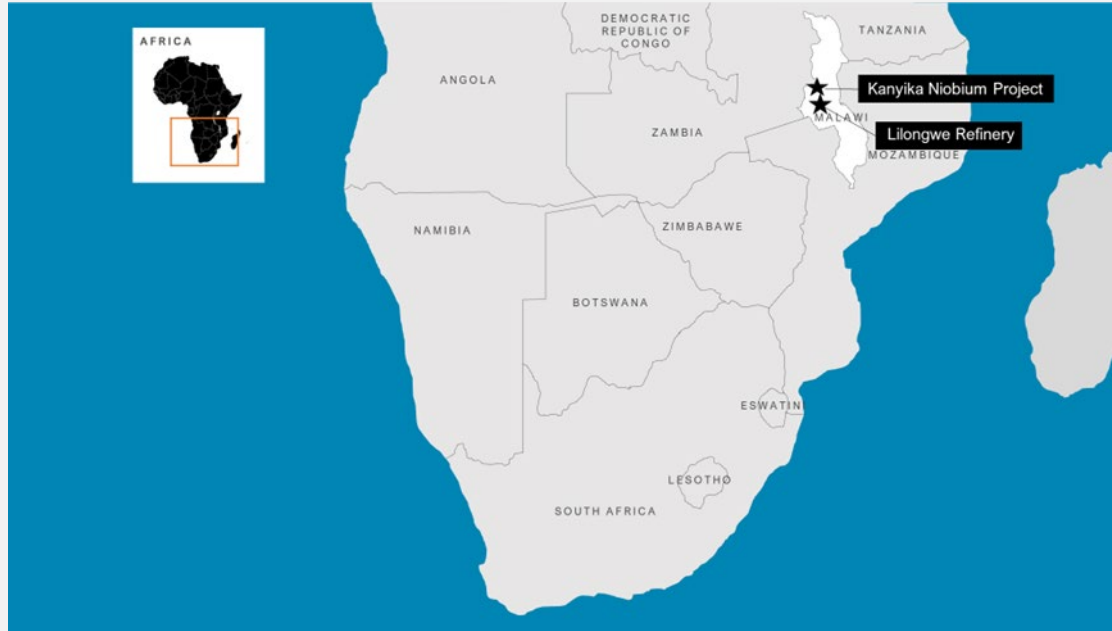 AFRICA
DEMOCRATIC
REPUBLIC OF
CONGO
TANZANIA
ANGOLA
Kanyika Niobium Project
MALAWI
ZAMBIA
Lilongwe Refinery
MOZAMBIQUE
NAMIBIA
ZIMBABAWE
BOTSWANA
ESWATINI
LESOTHO
SOUTH AFRICA